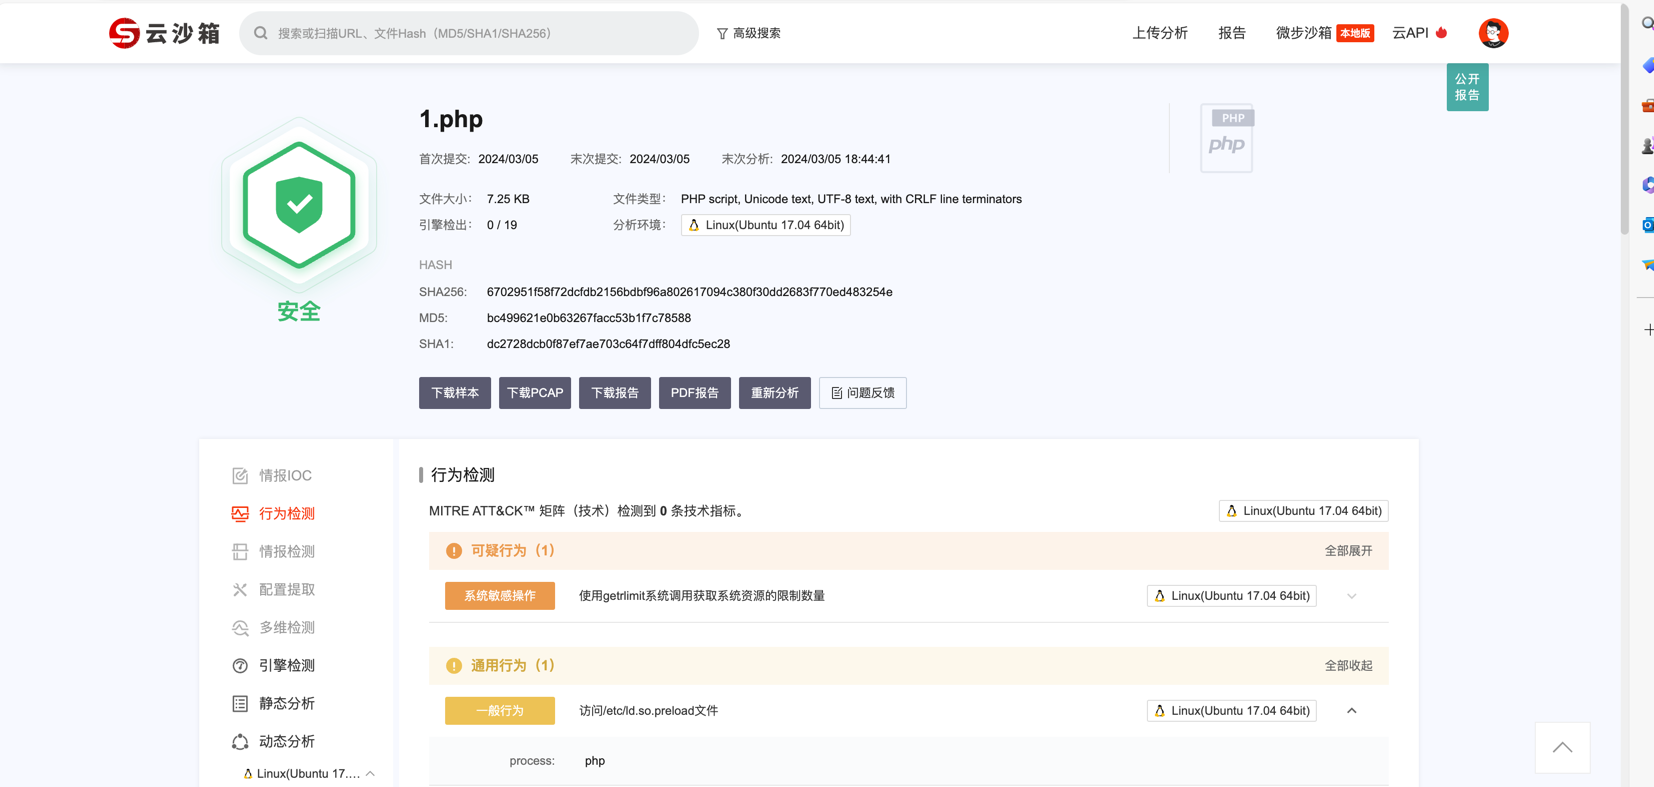 云沙箱
搜索或扫描URL、文件Hash（MD5/SHA1/SHA256）
高级搜索
上传分析
报告
微步沙箱 本地版
云API
公开
报告
1.php
首次提交: 2024/03/05 末次提交: 2024/03/05 末次分析: 2024/03/05 18:44:41
PHP
php
文件大小: 7.25 KB 文件类型: PHP script, Unicode text, UTF-8 text, with CRLF line terminators
引擎检出: 0 / 19 分析环境: Linux(Ubuntu 17.04 64bit)
安全
HASH
SHA256: 6702951f58f72dcfdb2156bdbf96a802617094c380f30dd2683f770ed483254e
MD5: bc499621e0b63267facc53b1f7c78588
SHA1: dc2728dcb0f87ef7ae703c64f7dff804dfc5ec28
下载样本 下载PCAP 下载报告 PDF报告 重新分析 问题反馈
情报IOC
行为检测
情报检测
配置提取
多维检测
引擎检测
静态分析
动态分析
Linux(Ubuntu 17....
行为检测
MITRE ATT&CK™ 矩阵（技术）检测到 0 条技术指标。 Linux(Ubuntu 17.04 64bit)
可疑行为（1） 全部展开
系统敏感操作 使用getrlimit系统调用获取系统资源的限制数量 Linux(Ubuntu 17.04 64bit)
通用行为（1） 全部收起
一般行为 访问/etc/ld.so.preload文件 Linux(Ubuntu 17.04 64bit)
process: php